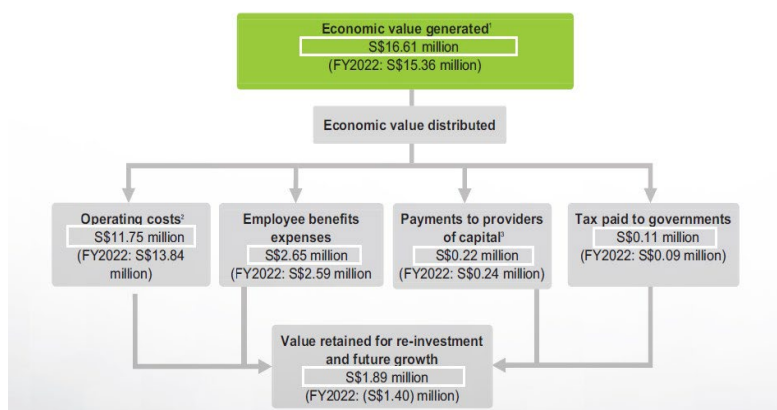 Economic value generated¹
S$16.61 million
(FY2022: S$15.36 million)
Economic value distributed
Operating costs²
S$11.75 million
(FY2022: S$13.84
million)
Employee benefits
expenses
S$2.65 million
(FY2022: S$2.59 million
Payments to providers
of capital³
S$0.22 million
(FY2022: S$0.24 million)
Tax paid to governments
S$0.11 million
(FY2022: S$0.09 million)
Value retained for re-investment
and future growth
S$1.89 million
(FY2022: (S$1.40) million)